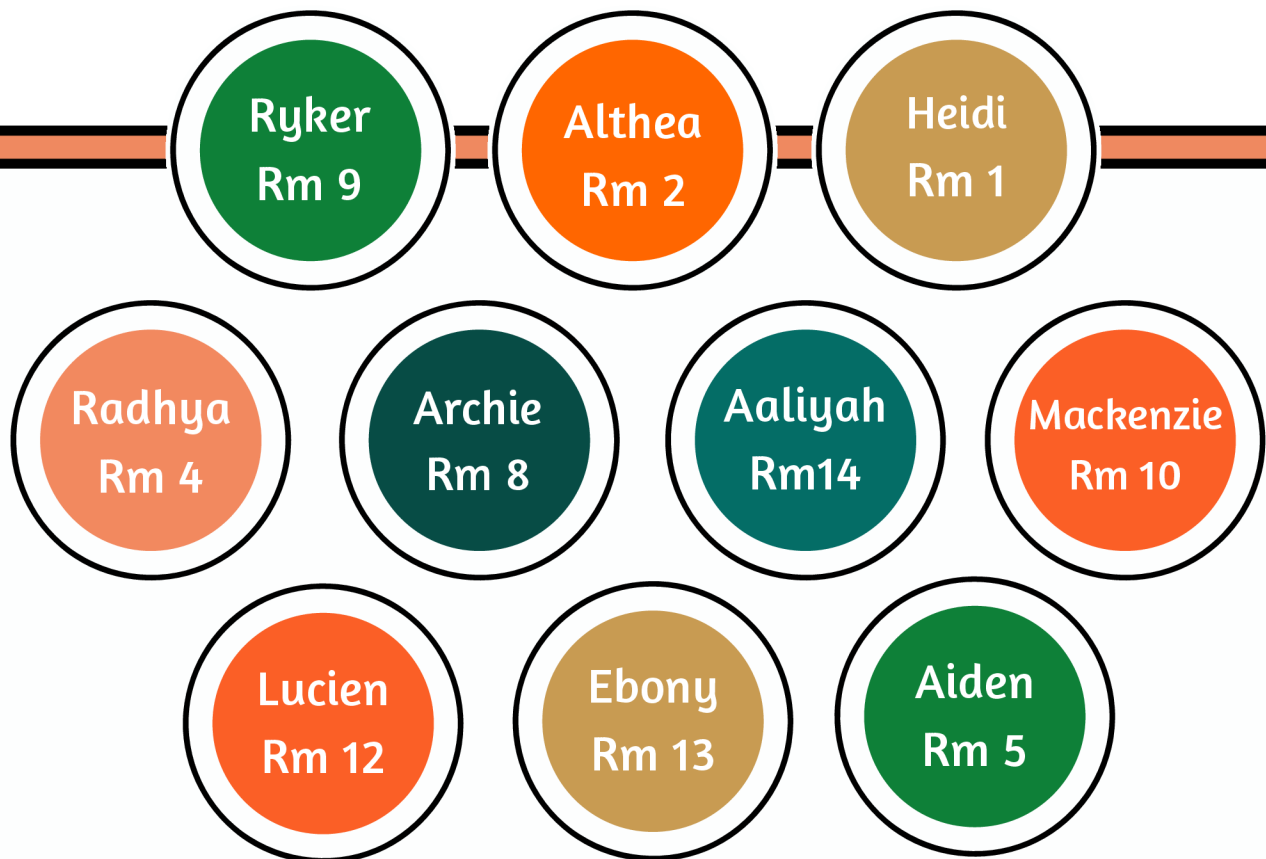 Ryker
Rm 9
Althea
Rm 2
Heidi
Rm 1
Radhya
Rm 4
Archie
Rm 8
Aaliyah
Rm14
Mackenzie
Rm 10
Lucien
Rm 12
Ebony
Rm 13
Aiden
Rm 5